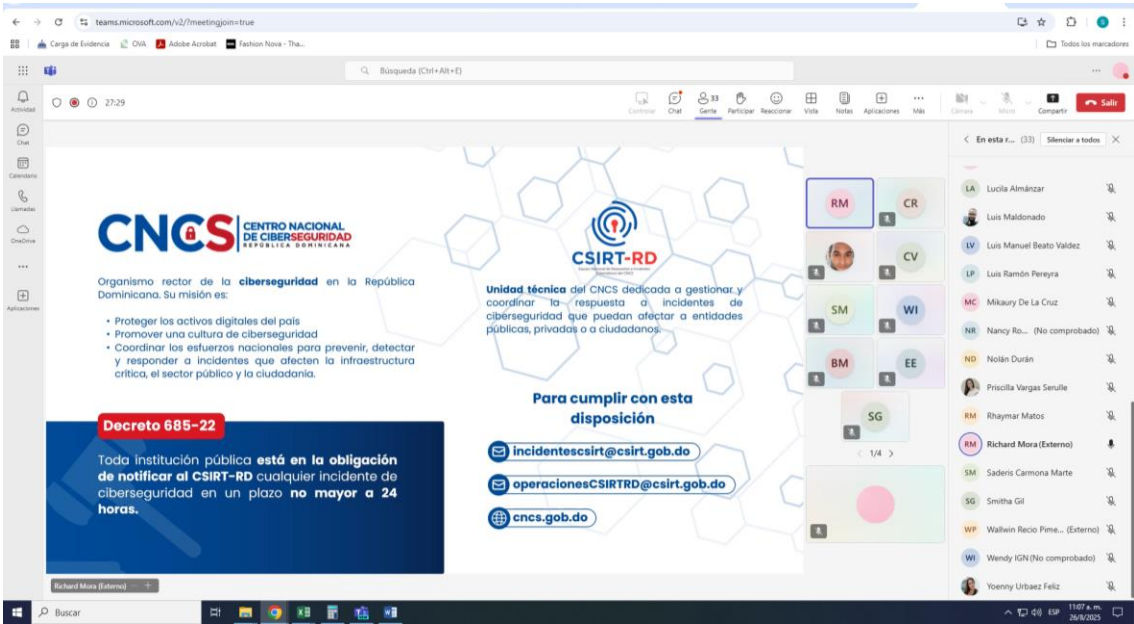 teams.microsoft.com/v2/?meetingjoin=true
Carga de Evidencia
OVA
Adobe Acrobat
Fashion Nova - Tha...
Todos los marcadores
Búsqueda (Ctrl+Alt+E)
27:29
Controlar
Chat
33
Gente
Participar
Reaccionar
Vista
Notas
Aplicaciones
Más
Cámara
Micro
Compartir
Salir
Actividad
Chat
Calendario
Llamadas
OneDrive
Aplicaciones
CNCS
CENTRO NACIONAL
DE CIBERSEGURIDAD
REPÚBLICA DOMINICANA
Organismo rector de la ciberseguridad en la República
Dominicana. Su misión es:
• Proteger los activos digitales del país
• Promover una cultura de ciberseguridad
• Coordinar los esfuerzos nacionales para prevenir, detectar
y responder a incidentes que afecten la infraestructura
crítica, el sector público y la ciudadanía.
Decreto 685-22
Toda institución pública está en la obligación
de notificar al CSIRT-RD cualquier incidente de
ciberseguridad en un plazo no mayor a 24
horas.
CSIRT-RD
Unidad técnica del CNCS dedicada a gestionar y
coordinar la respuesta a incidentes de
ciberseguridad que puedan afectar a entidades
públicas, privadas o a ciudadanos.
Para cumplir con esta
disposición
incidentescsirt@csirt.gob.do
operacionesCSIRTRD@csirt.gob.do
cncs.gob.do
Richard Mora (Externo)
RM
CR
CV
SM
WI
BM
EE
SG
1/4
En esta r... (33)
Silenciar a todos
LA Lucila Almánzar
Luis Maldonado
LV Luis Manuel Beato Valdez
LP Luis Ramón Pereyra
MC Mikaury De La Cruz
NR Nancy Ro... (No comprobado)
ND Nolán Durán
Priscilla Vargas Serulle
RM Rhaymar Matos
RM Richard Mora (Externo)
SM Saderis Carmona Marte
SG Smitha Gil
WP Wallwin Recio Pime... (Externo)
WI Wendy IGN (No comprobado)
Yoenny Urbaez Feliz
Buscar
ESP
11:07 a. m.
26/8/2025